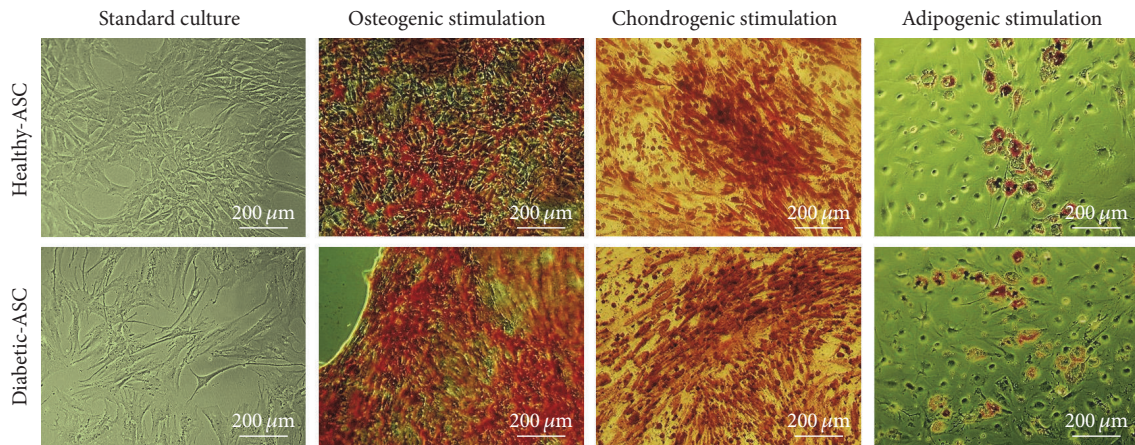 Standard culture
Osteogenic stimulation
Chondrogenic stimulation
Adipogenic stimulation
Healthy-ASC
200 μm
200 μm
200 μm
200 μm
Diabetic-ASC
200 μm
200 μm
200 μm
200 μm